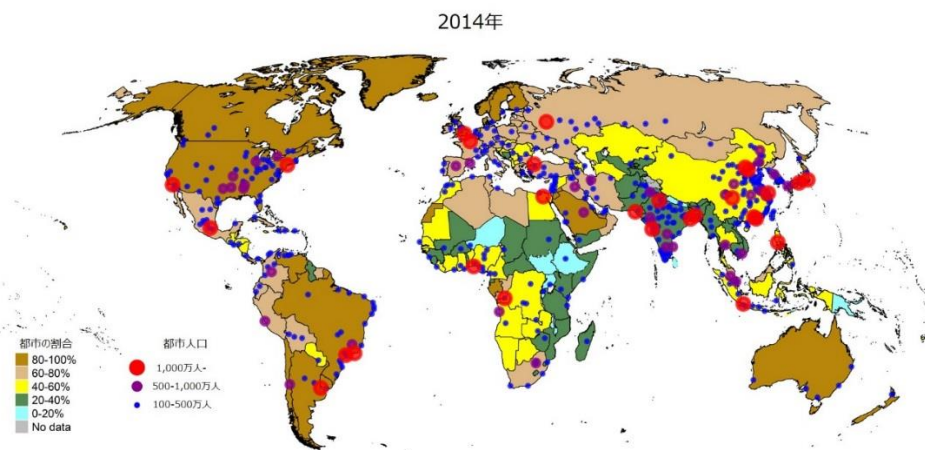 2014年
都市の割合
80-100%
60-80%
40-60%
20-40%
0-20%
No data
都市人口
1,000万人-
500-1,000万人
100-500万人